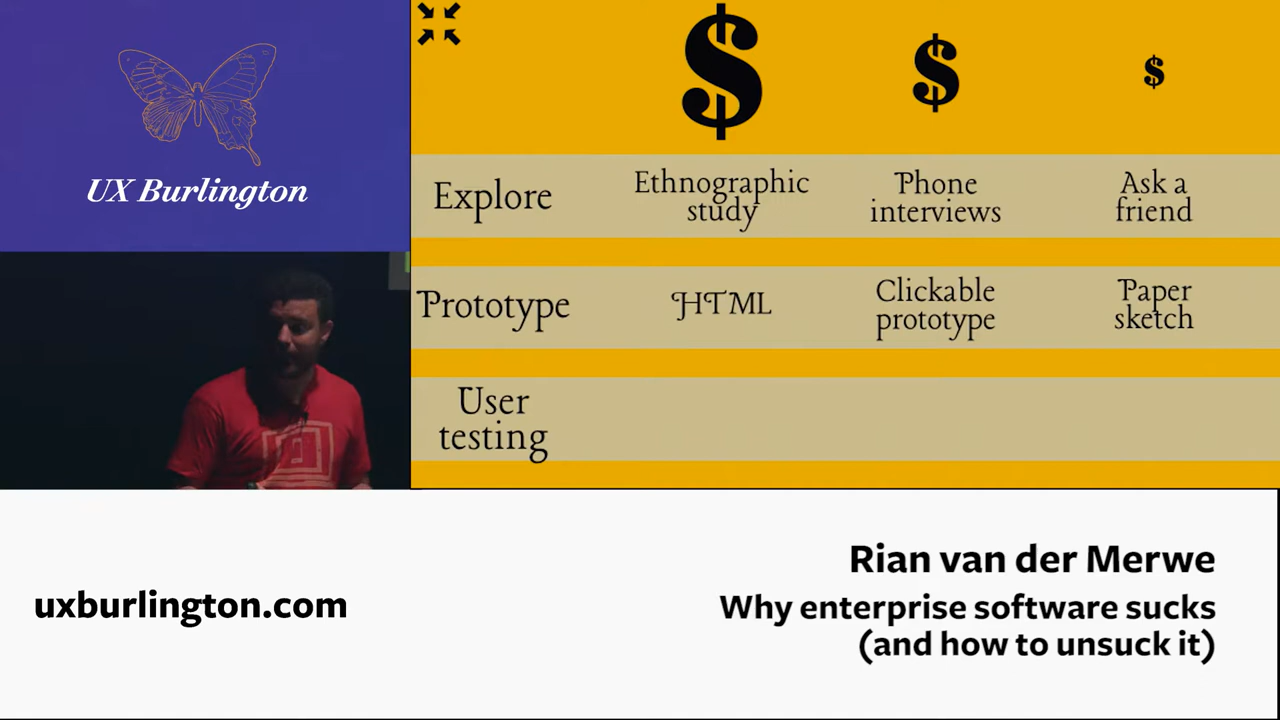 UX Burlington
$ $ $
Explore
Ethnographic
study
Phone
interviews
Ask a
friend
Prototype
HTML
Clickable
prototype
Paper
sketch
User
testing
uxburlington.com
Rian van der Merwe
Why enterprise software sucks
(and how to unsuck it)